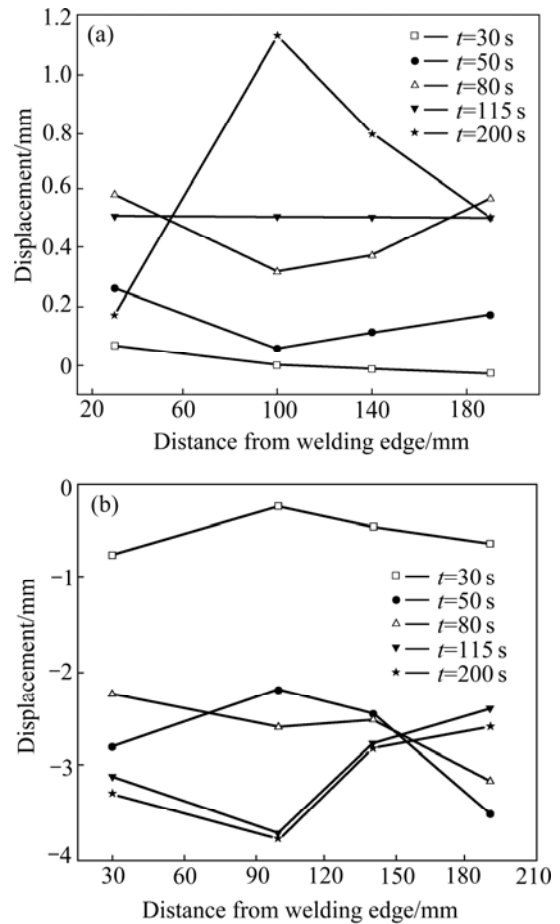 (a)
1.2
1.0
0.8
0.6
0.4
0.2
0
Displacement/mm
t=30 s
t=50 s
t=80 s
t=115 s
t=200 s
20 60 100 140 180
Distance from welding edge/mm
(b)
0
−1
−2
−3
−4
Displacement/mm
t=30 s
t=50 s
t=80 s
t=115 s
t=200 s
30 60 90 120 150 180 210
Distance from welding edge/mm